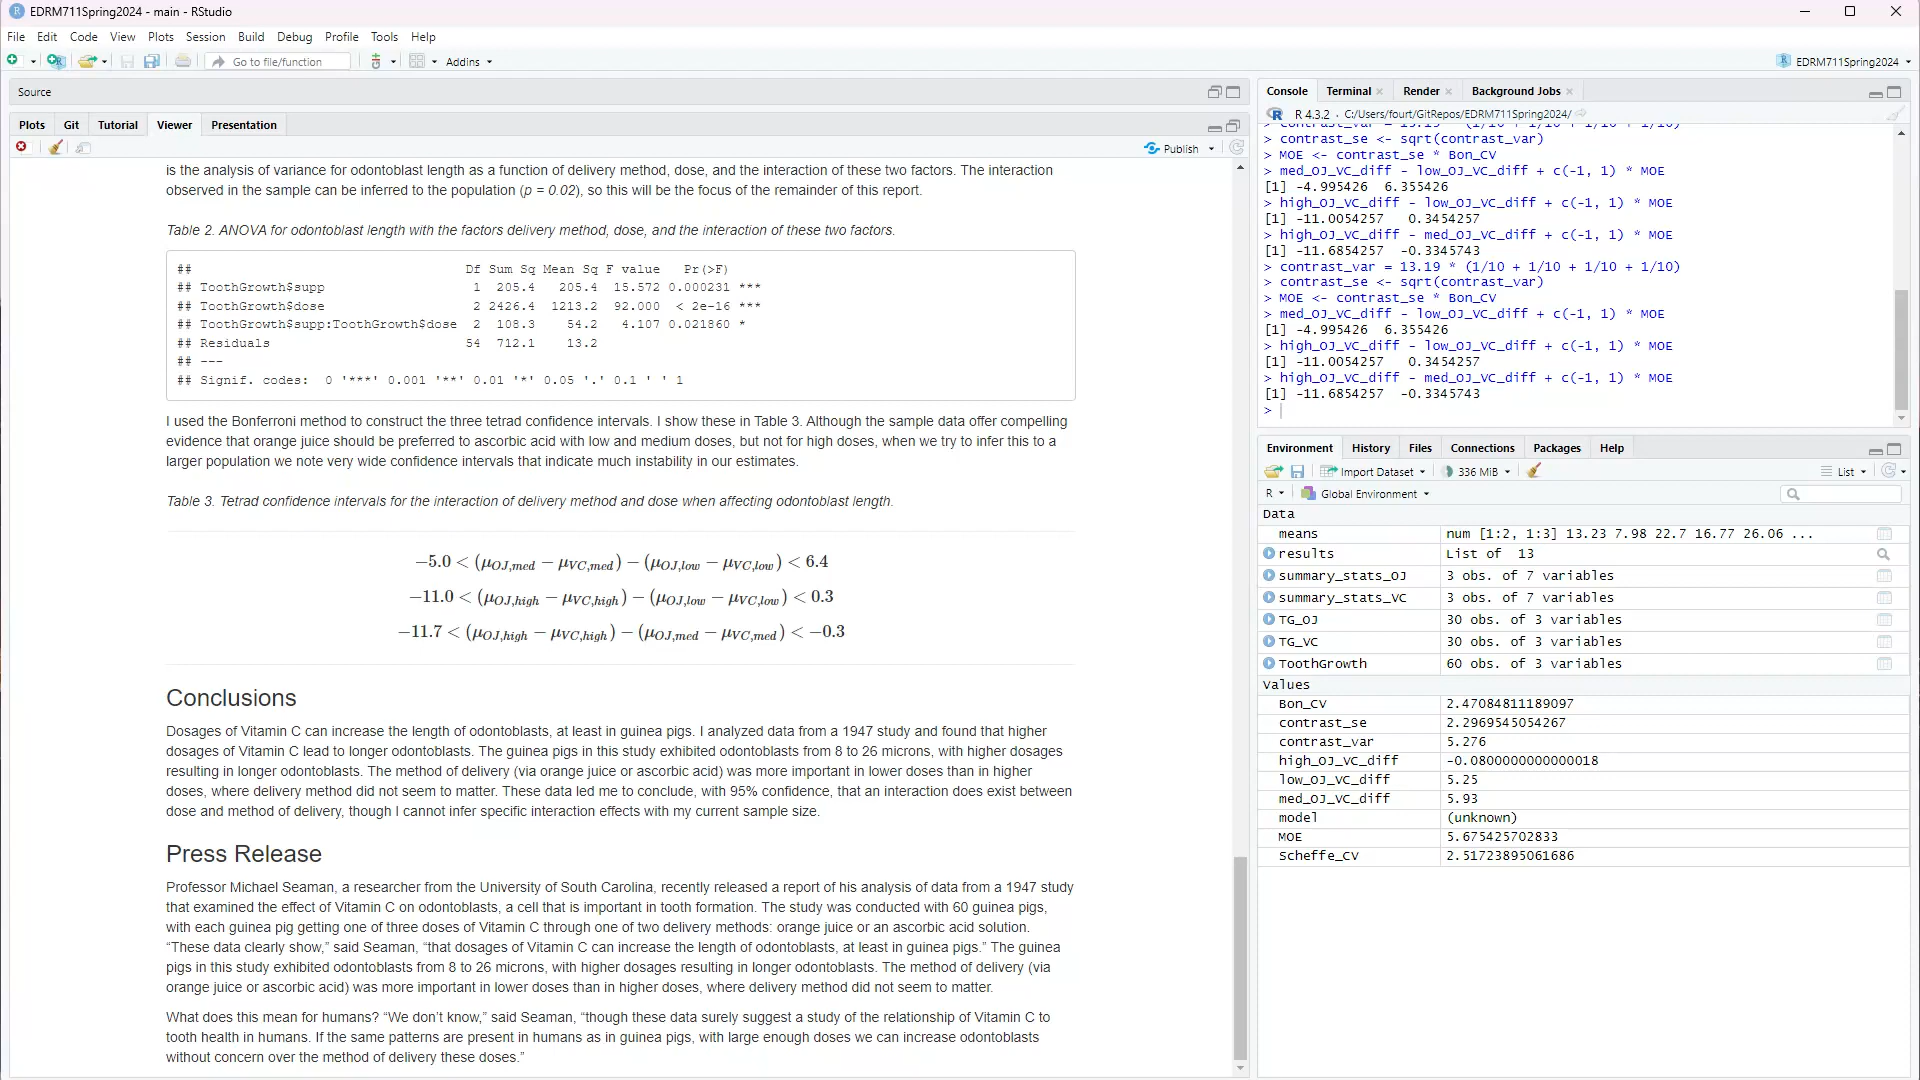 EDRM711Spring2024 - main - RStudio
File Edit Code View Plots Session Build Debug Profile Tools Help
Go to file/function
Addins
EDRM711Spring2024
Source
Plots Git Tutorial Viewer Presentation
Publish
is the analysis of variance for odontoblast length as a function of delivery method, dose, and the interaction of these two factors. The interaction
observed in the sample can be inferred to the population (p = 0.02), so this will be the focus of the remainder of this report.
Table 2. ANOVA for odontoblast length with the factors delivery method, dose, and the interaction of these two factors.
## Df Sum Sq Mean Sq F value Pr(>F)
## ToothGrowth$supp 1 205.4 205.4 15.572 0.000231 ***
## ToothGrowth$dose 2 2426.4 1213.2 92.000 < 2e-16 ***
## ToothGrowth$supp:ToothGrowth$dose 2 108.3 54.2 4.107 0.021860 *
## Residuals 54 712.1 13.2
## ---
## Signif. codes: 0 '***' 0.001 '**' 0.01 '*' 0.05 '.' 0.1 ' ' 1
I used the Bonferroni method to construct the three tetrad confidence intervals. I show these in Table 3. Although the sample data offer compelling
evidence that orange juice should be preferred to ascorbic acid with low and medium doses, but not for high doses, when we try to infer this to a
larger population we note very wide confidence intervals that indicate much instability in our estimates.
Table 3. Tetrad confidence intervals for the interaction of delivery method and dose when affecting odontoblast length.
−5.0 < (μOJ,med − μVC,med) − (μOJ,low − μVC,low) < 6.4
−11.0 < (μOJ,high − μVC,high) − (μOJ,low − μVC,low) < 0.3
−11.7 < (μOJ,high − μVC,high) − (μOJ,med − μVC,med) < −0.3
Conclusions
Dosages of Vitamin C can increase the length of odontoblasts, at least in guinea pigs. I analyzed data from a 1947 study and found that higher
dosages of Vitamin C lead to longer odontoblasts. The guinea pigs in this study exhibited odontoblasts from 8 to 26 microns, with higher dosages
resulting in longer odontoblasts. The method of delivery (via orange juice or ascorbic acid) was more important in lower doses than in higher
doses, where delivery method did not seem to matter. These data led me to conclude, with 95% confidence, that an interaction does exist between
dose and method of delivery, though I cannot infer specific interaction effects with my current sample size.
Press Release
Professor Michael Seaman, a researcher from the University of South Carolina, recently released a report of his analysis of data from a 1947 study
that examined the effect of Vitamin C on odontoblasts, a cell that is important in tooth formation. The study was conducted with 60 guinea pigs,
with each guinea pig getting one of three doses of Vitamin C through one of two delivery methods: orange juice or an ascorbic acid solution.
“These data clearly show,” said Seaman, “that dosages of Vitamin C can increase the length of odontoblasts, at least in guinea pigs.” The guinea
pigs in this study exhibited odontoblasts from 8 to 26 microns, with higher dosages resulting in longer odontoblasts. The method of delivery (via
orange juice or ascorbic acid) was more important in lower doses than in higher doses, where delivery method did not seem to matter.
What does this mean for humans? “We don’t know,” said Seaman, “though these data surely suggest a study of the relationship of Vitamin C to
tooth health in humans. If the same patterns are present in humans as in guinea pigs, with large enough doses we can increase odontoblasts
without concern over the method of delivery these doses.”
Console Terminal Render Background Jobs
R 4.3.2 · C:/Users/fourt/GitRepos/EDRM711Spring2024/
> contrast_var = 13.19 * (1/10 + 1/10 + 1/10 + 1/10)
> contrast_se <- sqrt(contrast_var)
> MOE <- contrast_se * Bon_CV
> med_OJ_VC_diff - low_OJ_VC_diff + c(-1, 1) * MOE
[1] -4.995426 6.355426
> high_OJ_VC_diff - low_OJ_VC_diff + c(-1, 1) * MOE
[1] -11.0054257 0.3454257
> high_OJ_VC_diff - med_OJ_VC_diff + c(-1, 1) * MOE
[1] -11.6854257 -0.3345743
> contrast_var = 13.19 * (1/10 + 1/10 + 1/10 + 1/10)
> contrast_se <- sqrt(contrast_var)
> MOE <- contrast_se * Bon_CV
> med_OJ_VC_diff - low_OJ_VC_diff + c(-1, 1) * MOE
[1] -4.995426 6.355426
> high_OJ_VC_diff - low_OJ_VC_diff + c(-1, 1) * MOE
[1] -11.0054257 0.3454257
> high_OJ_VC_diff - med_OJ_VC_diff + c(-1, 1) * MOE
[1] -11.6854257 -0.3345743
>
Environment History Files Connections Packages Help
Import Dataset 336 MiB List
R Global Environment
Data
means num [1:2, 1:3] 13.23 7.98 22.7 16.77 26.06 ...
results List of 13
summary_stats_OJ 3 obs. of 7 variables
summary_stats_VC 3 obs. of 7 variables
TG_OJ 30 obs. of 3 variables
TG_VC 30 obs. of 3 variables
ToothGrowth 60 obs. of 3 variables
Values
Bon_CV 2.47084811189097
contrast_se 2.2969545054267
contrast_var 5.276
high_OJ_VC_diff -0.0800000000000018
low_OJ_VC_diff 5.25
med_OJ_VC_diff 5.93
model (unknown)
MOE 5.675425702833
Scheffe_CV 2.51723895061686